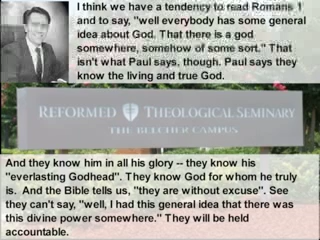 I think we have a tendency to read Romans 1
and to say, "well everybody has some general
idea about God. That there is a god
somewhere, somehow of some sort." That
isn't what Paul says, though. Paul says they
know the living and true God.
REFORMED THEOLOGICAL SEMINARY
THE BELCHER CAMPUS
And they know him in all his glory -- they know his
"everlasting Godhead". They know God for whom he truly
is. And the Bible tells us, "they are without excuse". See
they can't say, "well, I had this general idea that there was
this divine power somewhere." They will be held
accountable.